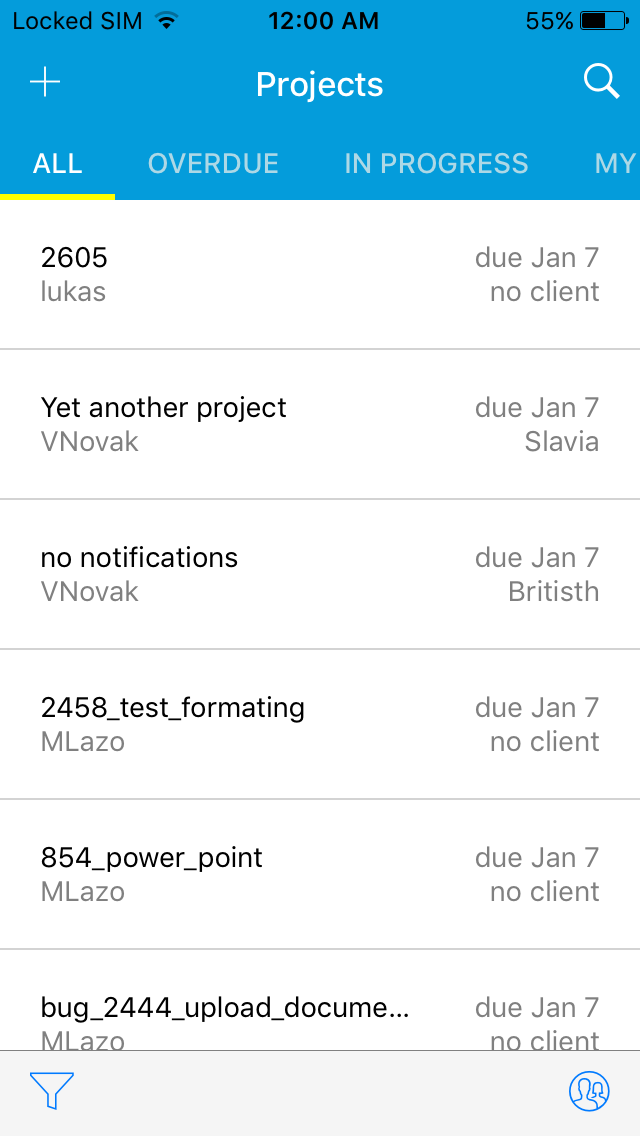 Locked SIM 12:00 AM 55%
Projects
ALL OVERDUE IN PROGRESS MY
2605 due Jan 7
lukas no client
Yet another project due Jan 7
VNovak Slavia
no notifications due Jan 7
VNovak Britisth
2458_test_formating due Jan 7
MLazo no client
854_power_point due Jan 7
MLazo no client
bug_2444_upload_docume... due Jan 7
MLazo no client